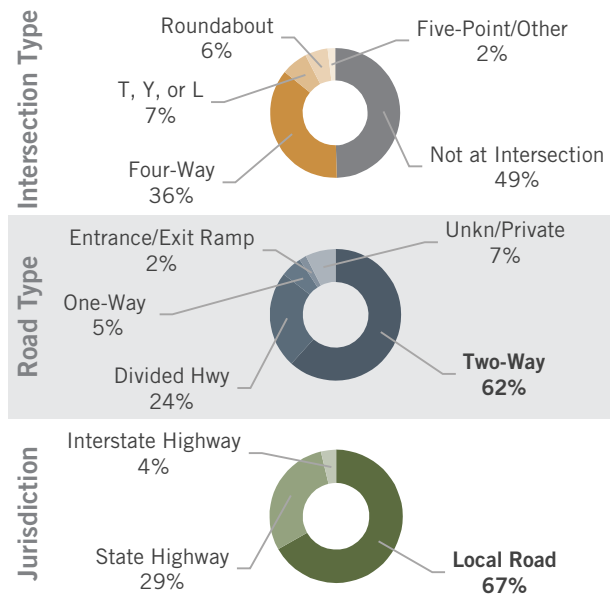 Intersection Type
Roundabout
6%
Five-Point/Other
2%
T, Y, or L
7%
Four-Way
36%
Not at Intersection
49%
Road Type
Entrance/Exit Ramp
2%
Unkn/Private
7%
One-Way
5%
Divided Hwy
24%
Two-Way
62%
Jurisdiction
Interstate Highway
4%
State Highway
29%
Local Road
67%